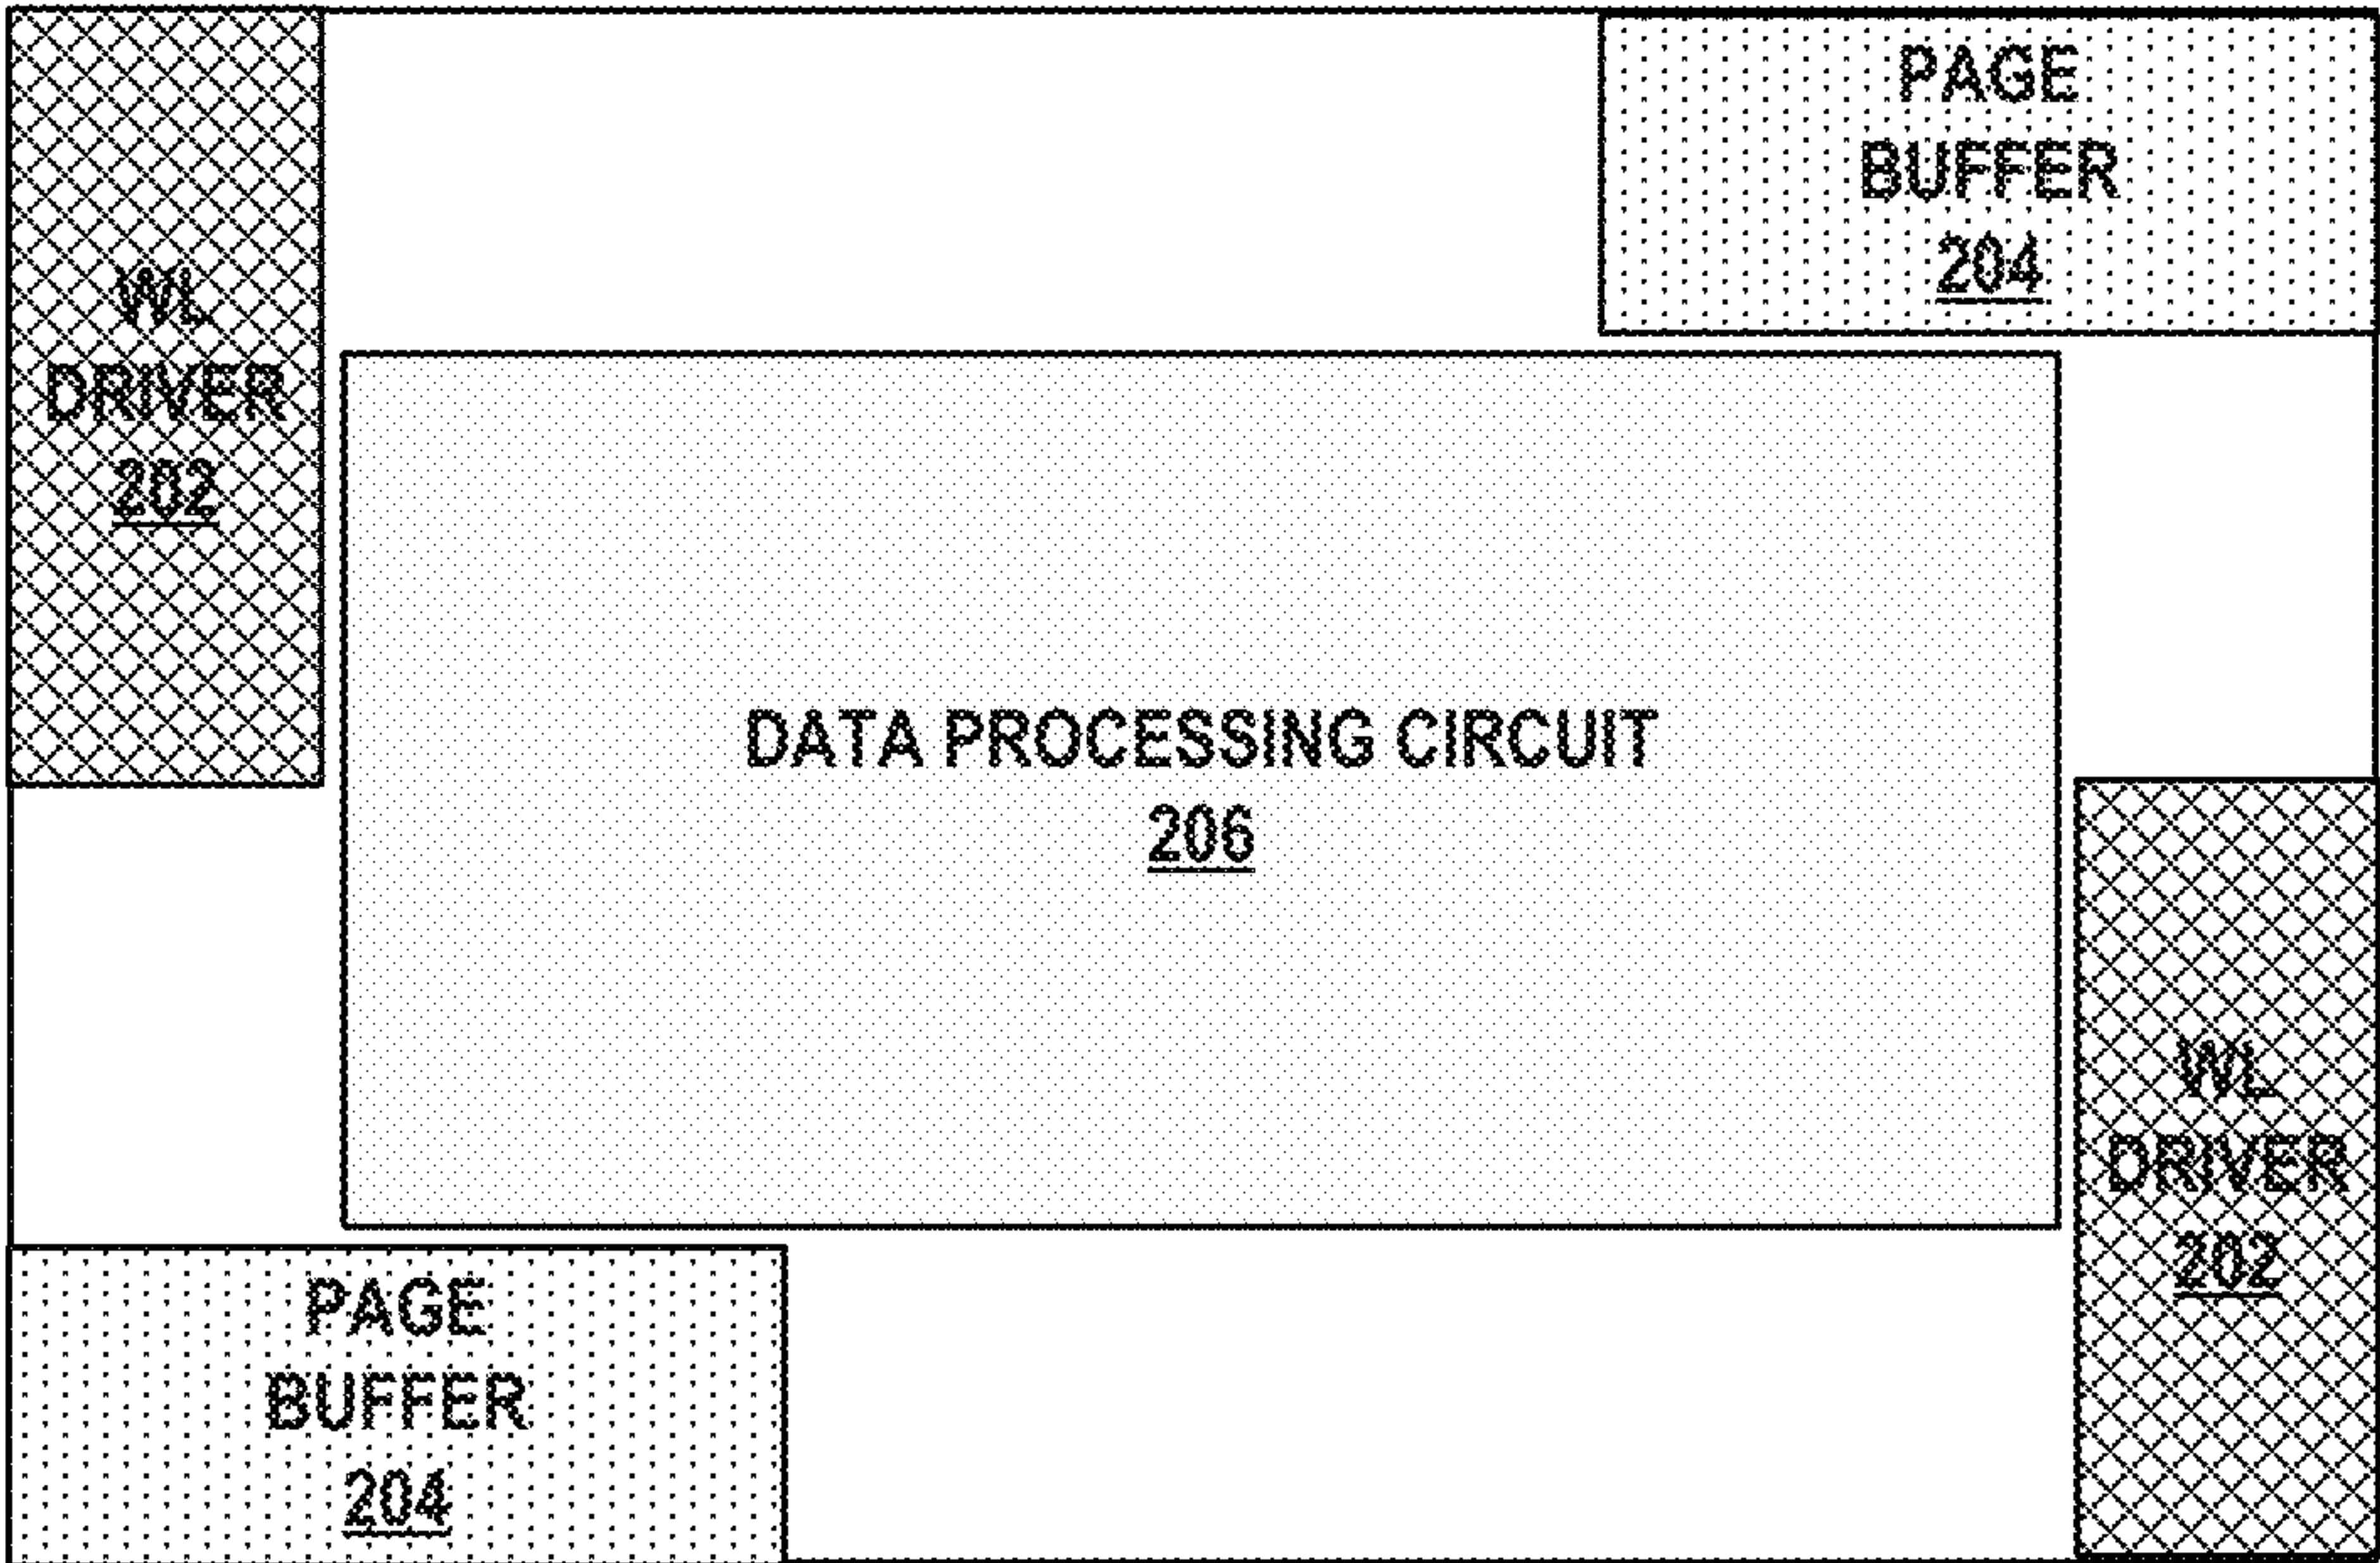 PAGE
BUFFER
204
WL
DRIVER
202
DATA PROCESSING CIRCUIT
206
WL
DRIVER
202
PAGE
BUFFER
204